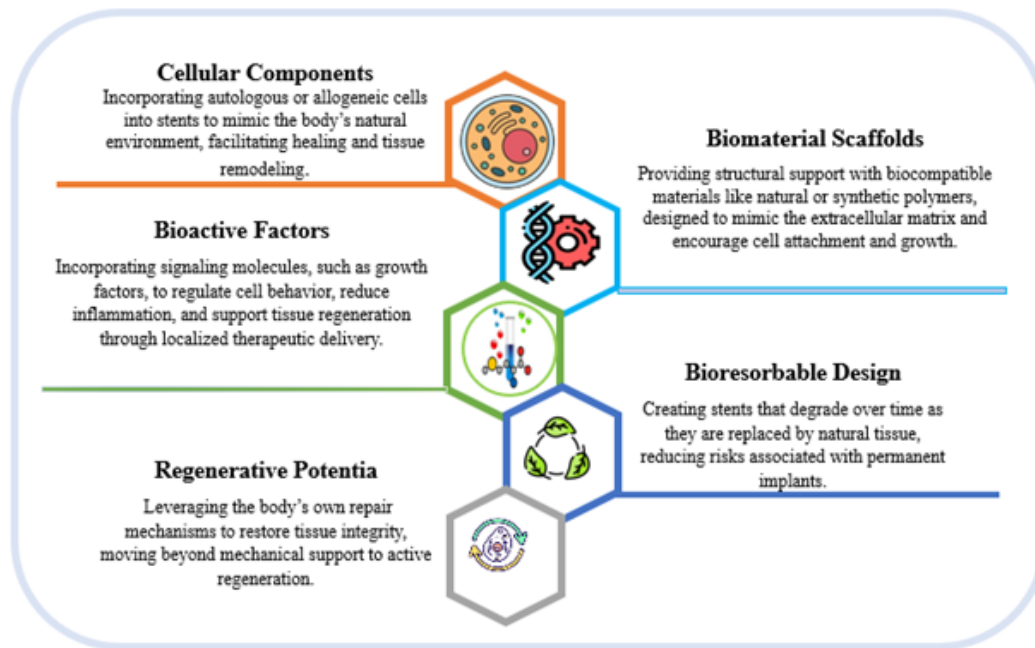 Cellular Components
Incorporating autologous or allogeneic cells
into stents to mimic the body's natural
environment, facilitating healing and tissue
remodeling.
Biomaterial Scaffolds
Providing structural support with biocompatible
materials like natural or synthetic polymers,
designed to mimic the extracellular matrix and
encourage cell attachment and growth.
Bioactive Factors
Incorporating signaling molecules, such as growth
factors, to regulate cell behavior, reduce
inflammation, and support tissue regeneration
through localized therapeutic delivery.
Bioresorbable Design
Creating stents that degrade over time as
they are replaced by natural tissue,
reducing risks associated with permanent
implants.
Regenerative Potentia
Leveraging the body's own repair
mechanisms to restore tissue integrity,
moving beyond mechanical support to active
regeneration.